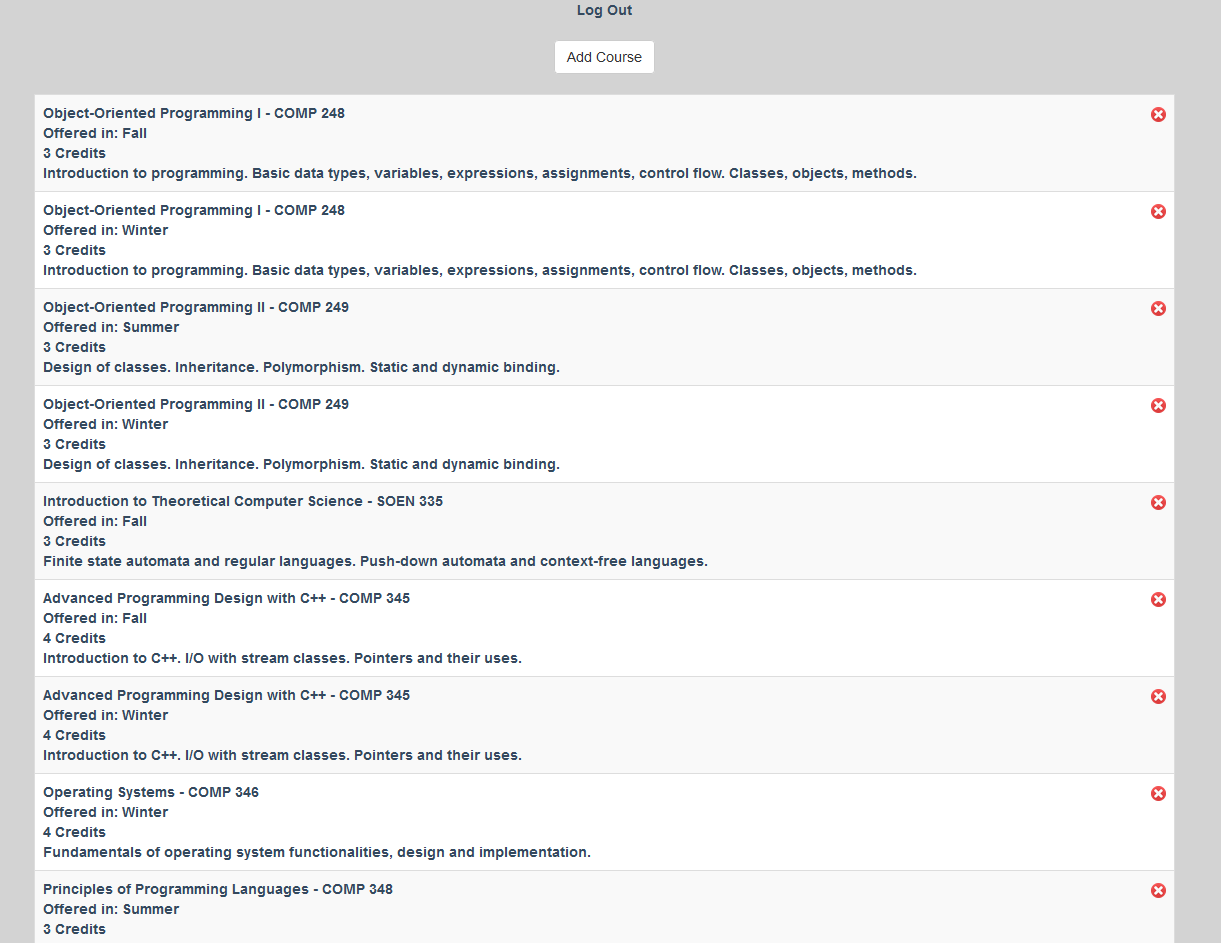 Log Out
Add Course
Object-Oriented Programming I - COMP 248
Offered in: Fall
3 Credits
Introduction to programming. Basic data types, variables, expressions, assignments, control flow. Classes, objects, methods.
Object-Oriented Programming I - COMP 248
Offered in: Winter
3 Credits
Introduction to programming. Basic data types, variables, expressions, assignments, control flow. Classes, objects, methods.
Object-Oriented Programming II - COMP 249
Offered in: Summer
3 Credits
Design of classes. Inheritance. Polymorphism. Static and dynamic binding.
Object-Oriented Programming II - COMP 249
Offered in: Winter
3 Credits
Design of classes. Inheritance. Polymorphism. Static and dynamic binding.
Introduction to Theoretical Computer Science - SOEN 335
Offered in: Fall
3 Credits
Finite state automata and regular languages. Push-down automata and context-free languages.
Advanced Programming Design with C++ - COMP 345
Offered in: Fall
4 Credits
Introduction to C++. I/O with stream classes. Pointers and their uses.
Advanced Programming Design with C++ - COMP 345
Offered in: Winter
4 Credits
Introduction to C++. I/O with stream classes. Pointers and their uses.
Operating Systems - COMP 346
Offered in: Winter
4 Credits
Fundamentals of operating system functionalities, design and implementation.
Principles of Programming Languages - COMP 348
Offered in: Summer
3 Credits